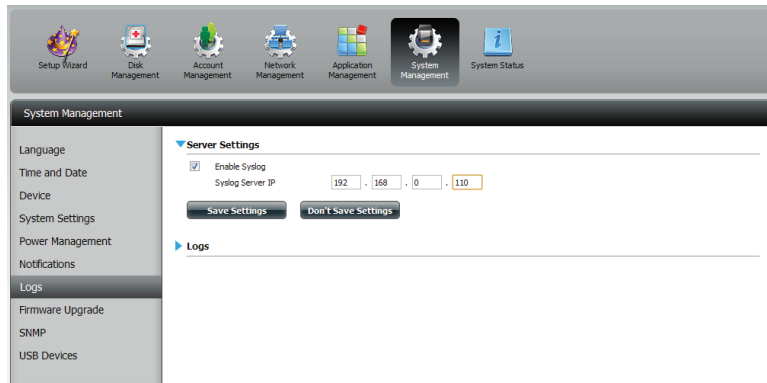 Setup Wizard
Disk Management
Account Management
Network Management
Application Management
System Management
System Status
System Management
Language
Time and Date
Device
System Settings
Power Management
Notifications
Logs
Firmware Upgrade
SNMP
USB Devices
Server Settings
Enable Syslog
Syslog Server IP 192 . 168 . 0 . 110
Save Settings Don't Save Settings
Logs